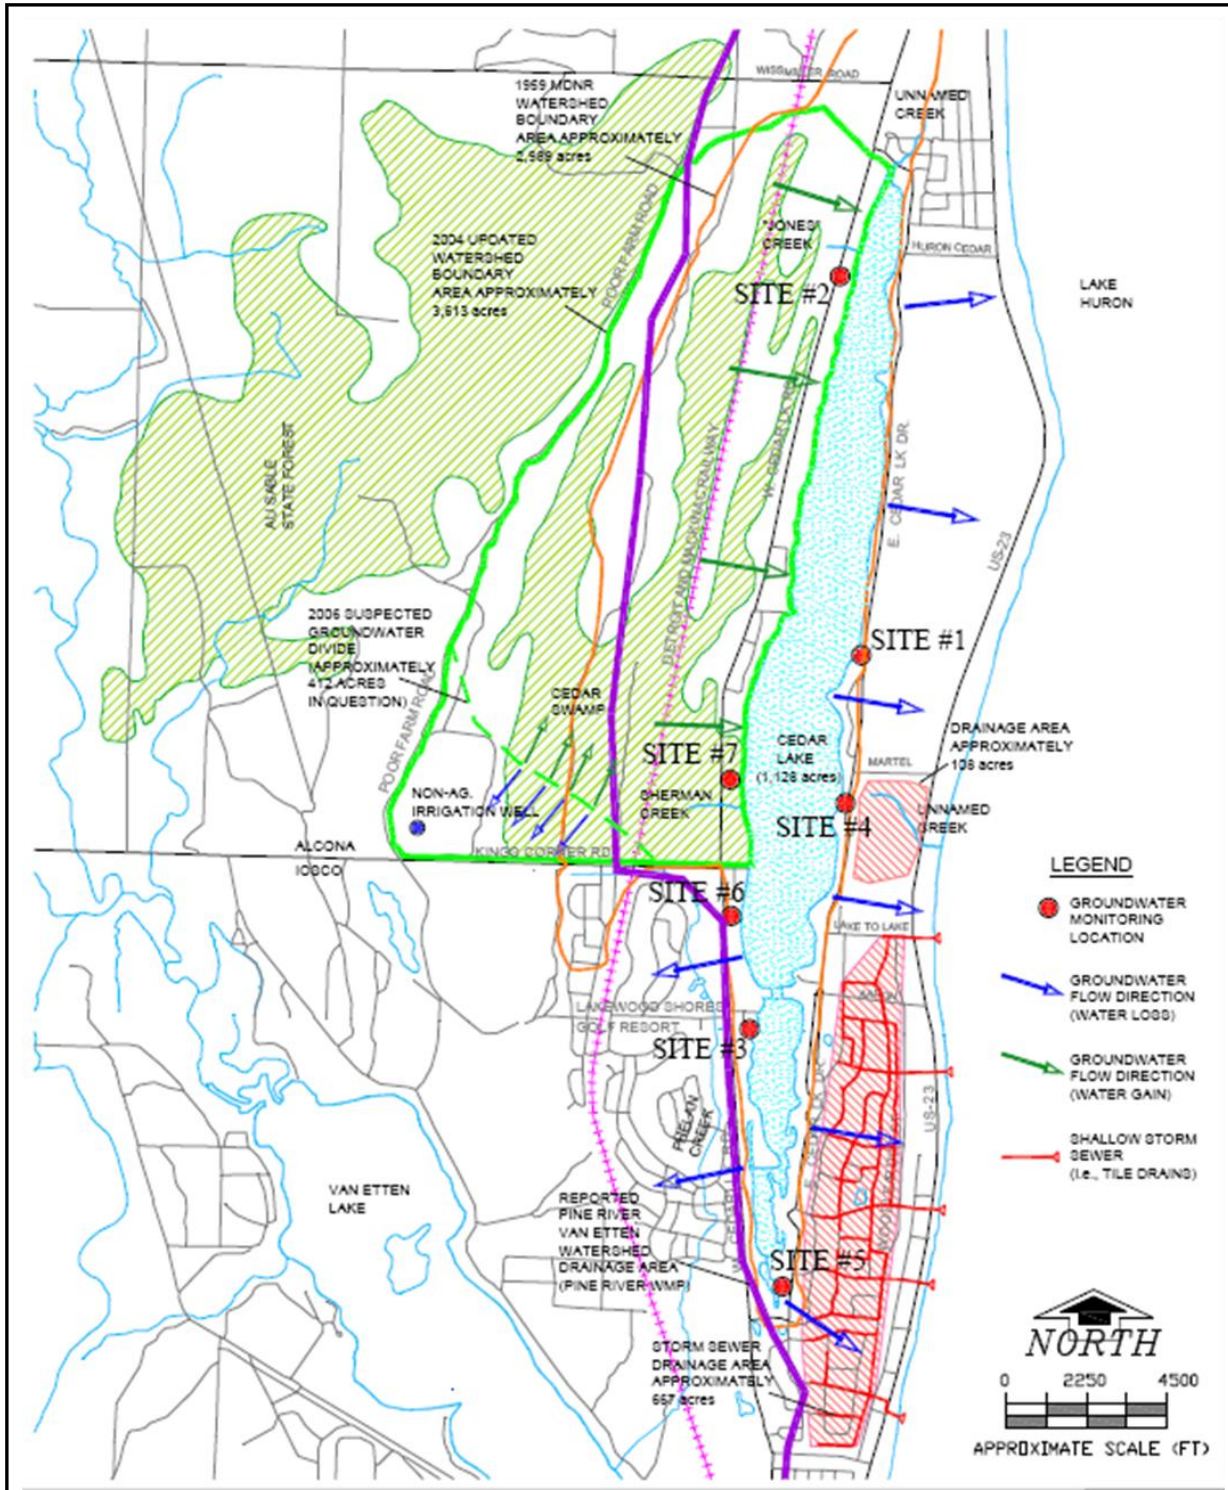 WISSMILLER ROAD
1959 MDNR
WATERSHED
BOUNDARY
AREA APPROXIMATELY
2,989 acres
UNNAMED
CREEK
2004 UPDATED
WATERSHED
BOUNDARY
AREA APPROXIMATELY
3,613 acres
POOR FARM ROAD
"JONES"
CREEK
HURON CEDAR
SITE #2
LAKE
HURON
AU SABLE
STATE FOREST
DETROIT AND MACKINAC RAILWAY
E. CEDAR LK DR.
US-23
2006 SUSPECTED
GROUNDWATER
DIVIDE
(APPROXIMATELY
412 ACRES
IN QUESTION)
SITE #1
CEDAR
SWAMP
POOR FARM ROAD
DRAINAGE AREA
APPROXIMATELY
108 acres
CEDAR
LAKE
(1,128 acres)
MARTEL
SITE #7
NON-AG.
IRRIGATION WELL
SHERMAN
CREEK
UNNAMED
CREEK
SITE #4
ALCONA
IOSCO
KINGS CORNER RD
SITE #6
LAKE TO LAKE
LEGEND
GROUNDWATER
MONITORING
LOCATION
GROUNDWATER
FLOW DIRECTION
(WATER LOSS)
GROUNDWATER
FLOW DIRECTION
(WATER GAIN)
SHALLOW STORM
SEWER
(I.e., TILE DRAINS)
LAKEWOOD SHORES
GOLF RESORT
SITE #3
PHELAN
CREEK
US-23
VAN ETTEN
LAKE
REPORTED
PINE RIVER
VAN ETTEN
WATERSHED
DRAINAGE AREA
(PINE RIVER WMP)
SITE #5
STORM SEWER
DRAINAGE AREA
APPROXIMATELY
667 acres
NORTH
0 2250 4500
APPROXIMATE SCALE (FT)